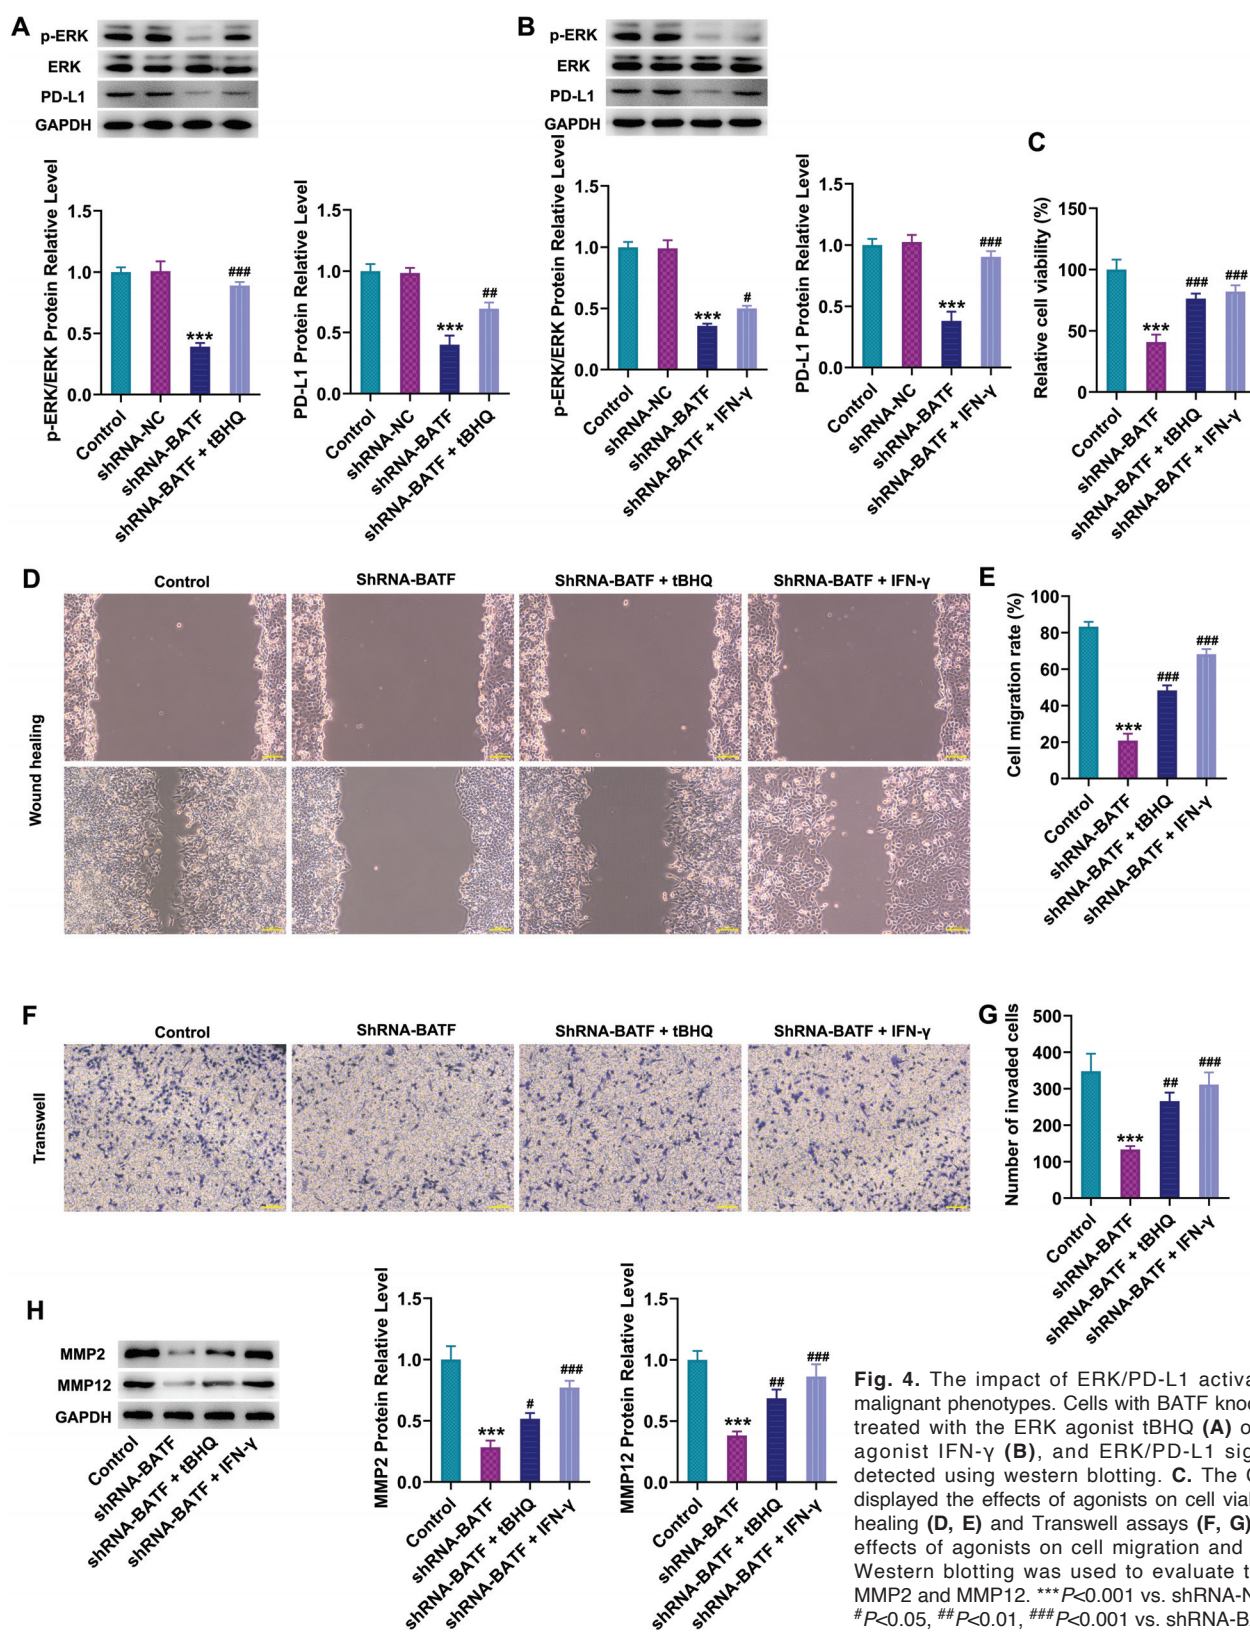 A
p-ERK
ERK
PD-L1
GAPDH
p-ERK/ERK Protein Relative Level
1.5
1.0
0.5
0.0
***
###
Control
shRNA-NC
shRNA-BATF
shRNA-BATF + tBHQ
PD-L1 Protein Relative Level
1.5
1.0
0.5
0.0
***
##
Control
shRNA-NC
shRNA-BATF
shRNA-BATF + tBHQ
B
p-ERK
ERK
PD-L1
GAPDH
p-ERK/ERK Protein Relative Level
1.5
1.0
0.5
0.0
***
#
Control
shRNA-NC
shRNA-BATF
shRNA-BATF + IFN-γ
PD-L1 Protein Relative Level
1.5
1.0
0.5
0.0
***
###
Control
shRNA-NC
shRNA-BATF
shRNA-BATF + IFN-γ
C
Relative cell viability (%)
150
100
50
0
***
###
###
Control
shRNA-BATF
shRNA-BATF + tBHQ
shRNA-BATF + IFN-γ
D
Control
ShRNA-BATF
ShRNA-BATF + tBHQ
ShRNA-BATF + IFN-γ
Wound healing
E
Cell migration rate (%)
100
80
60
40
20
0
***
###
###
Control
shRNA-BATF
shRNA-BATF + tBHQ
shRNA-BATF + IFN-γ
F
Control
ShRNA-BATF
ShRNA-BATF + tBHQ
ShRNA-BATF + IFN-γ
Transwell
G
Number of invaded cells
500
400
300
200
100
0
***
##
###
Control
shRNA-BATF
shRNA-BATF + tBHQ
shRNA-BATF + IFN-γ
H
MMP2
MMP12
GAPDH
Control
shRNA-BATF
shRNA-BATF + tBHQ
shRNA-BATF + IFN-γ
MMP2 Protein Relative Level
1.5
1.0
0.5
0.0
***
#
###
Control
shRNA-BATF
shRNA-BATF + tBHQ
shRNA-BATF + IFN-γ
MMP12 Protein Relative Level
1.5
1.0
0.5
0.0
***
##
###
Control
shRNA-BATF
shRNA-BATF + tBHQ
shRNA-BATF + IFN-γ
Fig. 4. The impact of ERK/PD-L1 activa
malignant phenotypes. Cells with BATF knoc
treated with the ERK agonist tBHQ (A) o
agonist IFN-γ (B), and ERK/PD-L1 sig
detected using western blotting. C. The C
displayed the effects of agonists on cell vial
healing (D, E) and Transwell assays (F, G)
effects of agonists on cell migration and
Western blotting was used to evaluate t
MMP2 and MMP12. ***P<0.001 vs. shRNA-N
#P<0.05, ##P<0.01, ###P<0.001 vs. shRNA-B